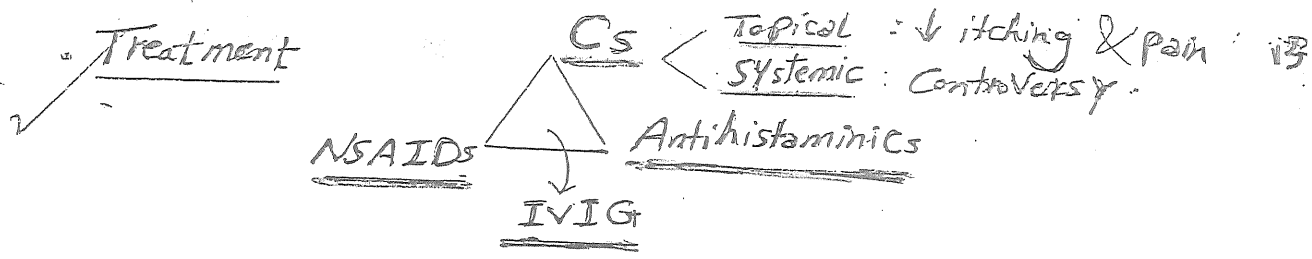 Treatment
Cs
Topical : ↓ itching & pain
Systemic : Controversy.
NSAIDs
Antihistaminics
IVIG